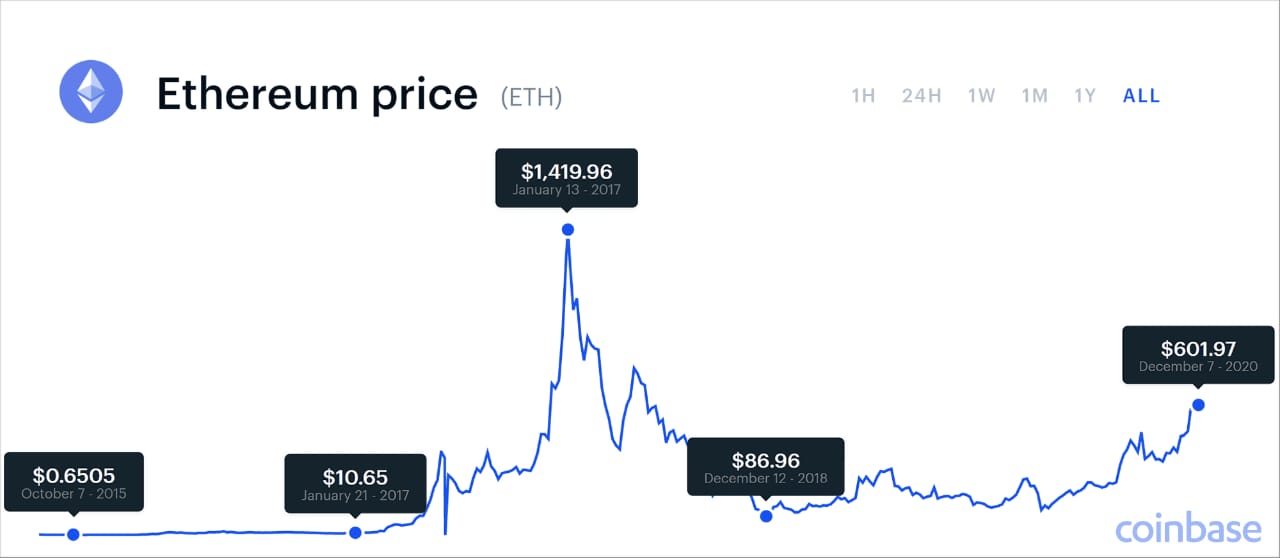 Ethereum price (ETH)
1H 24H 1W 1M 1Y ALL
$1,419.96
January 13 - 2017
$601.97
December 7 - 2020
$86.96
December 12 - 2018
$0.6505
October 7 - 2015
$10.65
January 21 - 2017
coinbase